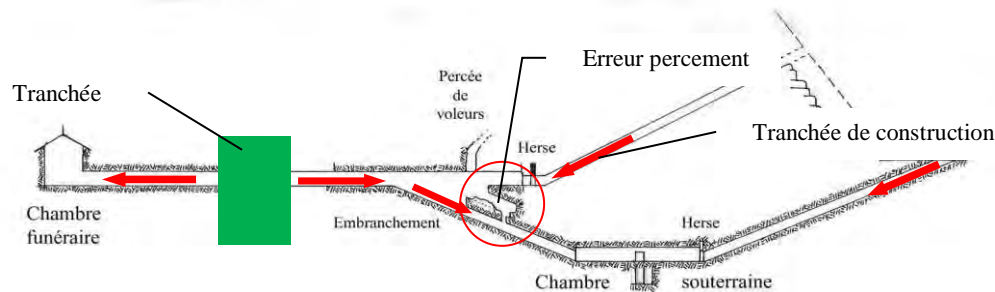 Erreur percement
Percée
de
voleurs
Tranchée
Herse
Tranchée de construction
Chambre
funéraire
Embranchement
Herse
Chambre
souterraine